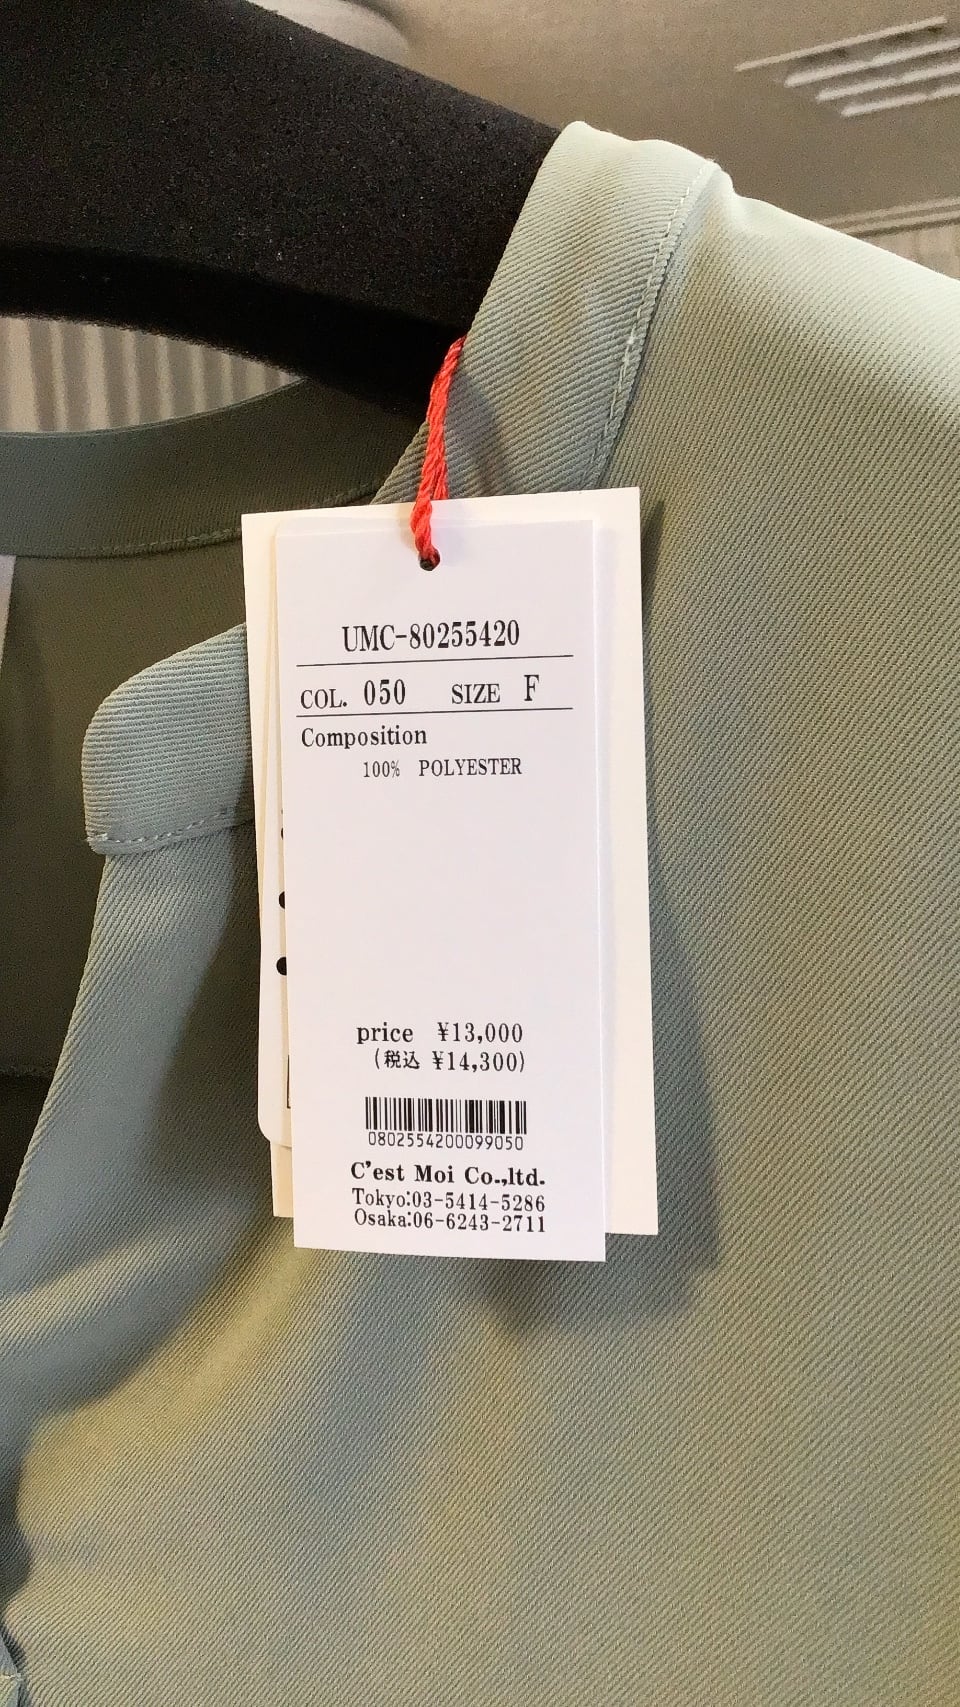 UMC-80255420
COL. 050 SIZE F
Composition
100% POLYESTER
price ¥13,000
(税込 ¥14,300)
0802554200099050
C'est Moi Co.,ltd.
Tokyo:03-5414-5286
Osaka:06-6243-2711